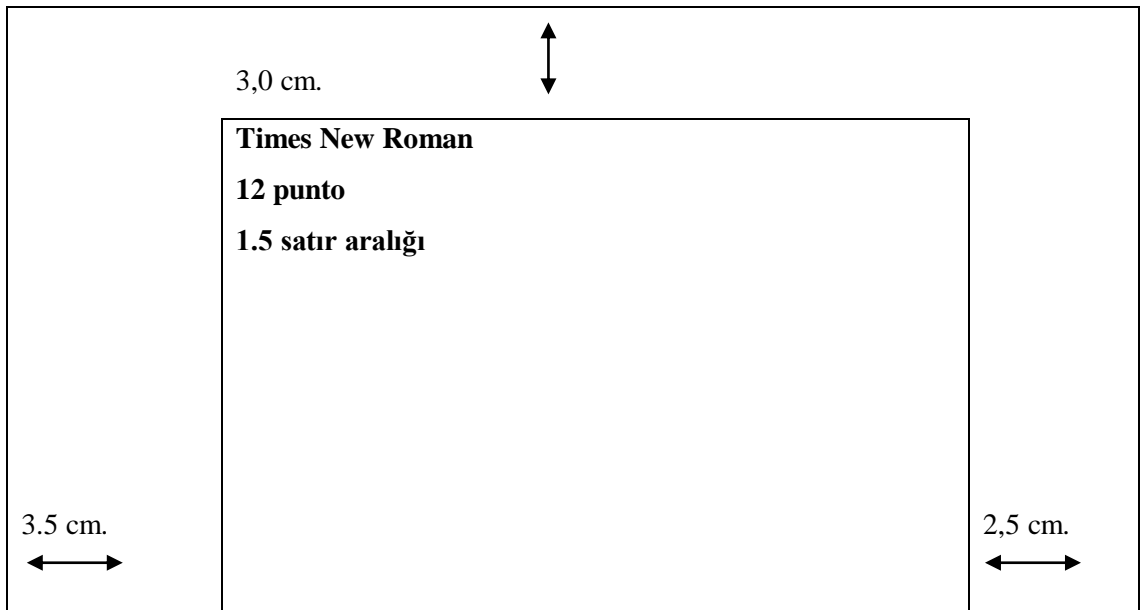 3,0 cm.
Times New Roman
12 punto
1.5 satır aralığı
3.5 cm.
2,5 cm.